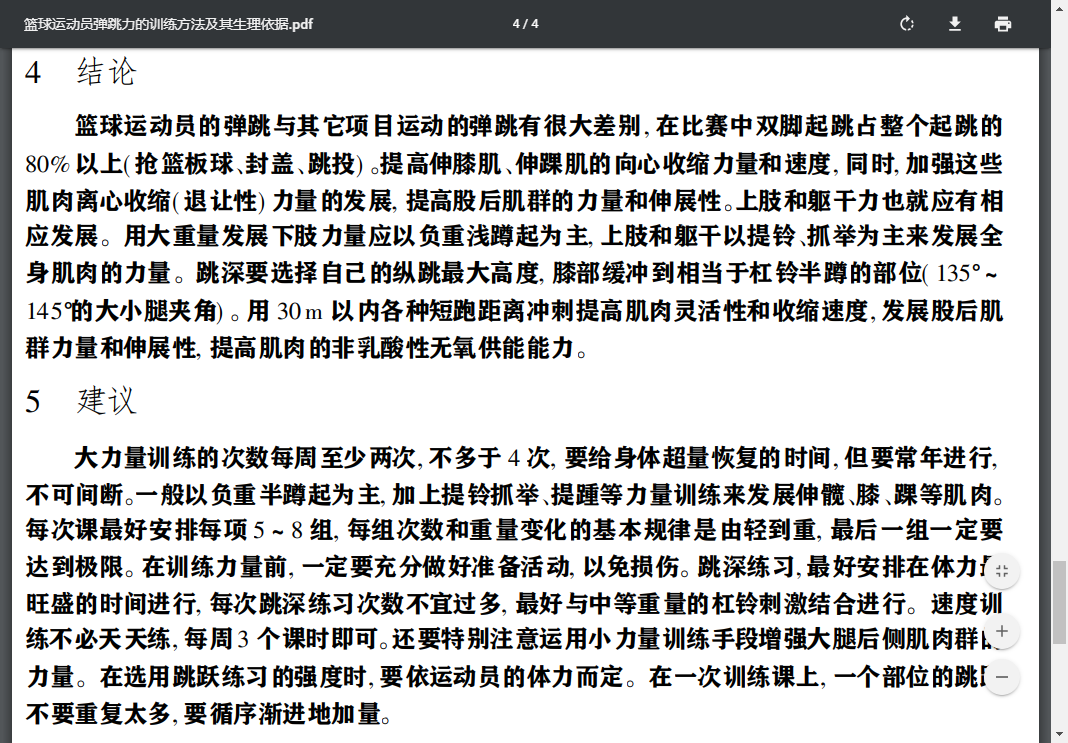 篮球运动员弹跳力的训练方法及其生理依据.pdf
4 / 4
4 结论
篮球运动员的弹跳与其它项目运动的弹跳有很大差别, 在比赛中双脚起跳占整个起跳的
80% 以上( 抢篮板球、封盖、跳投) 。提高伸膝肌、伸踝肌的向心收缩力量和速度, 同时, 加强这些
肌肉离心收缩( 退让性) 力量的发展, 提高股后肌群的力量和伸展性。上肢和躯干力也就应有相
应发展。用大重量发展下肢力量应以负重浅蹲起为主, 上肢和躯干以提铃、抓举为主来发展全
身肌肉的力量。跳深要选择自己的纵跳最大高度, 膝部缓冲到相当于杠铃半蹲的部位( 135° ~
145°的大小腿夹角) 。用 30 m 以内各种短跑距离冲刺提高肌肉灵活性和收缩速度, 发展股后肌
群力量和伸展性, 提高肌肉的非乳酸性无氧供能能力。
5 建议
大力量训练的次数每周至少两次, 不多于 4 次, 要给身体超量恢复的时间, 但要常年进行,
不可间断。一般以负重半蹲起为主, 加上提铃抓举、提踵等力量训练来发展伸髋、膝、踝等肌肉。
每次课最好安排每项 5 ~ 8 组, 每组次数和重量变化的基本规律是由轻到重, 最后一组一定要
达到极限。在训练力量前, 一定要充分做好准备活动, 以免损伤。跳深练习, 最好安排在体力
旺盛的时间进行, 每次跳深练习次数不宜过多, 最好与中等重量的杠铃刺激结合进行。速度训
练不必天天练, 每周 3 个课时即可。还要特别注意运用小力量训练手段增强大腿后侧肌肉群的
力量。在选用跳跃练习的强度时, 要依运动员的体力而定。在一次训练课上, 一个部位的跳
不要重复太多, 要循序渐进地加量。